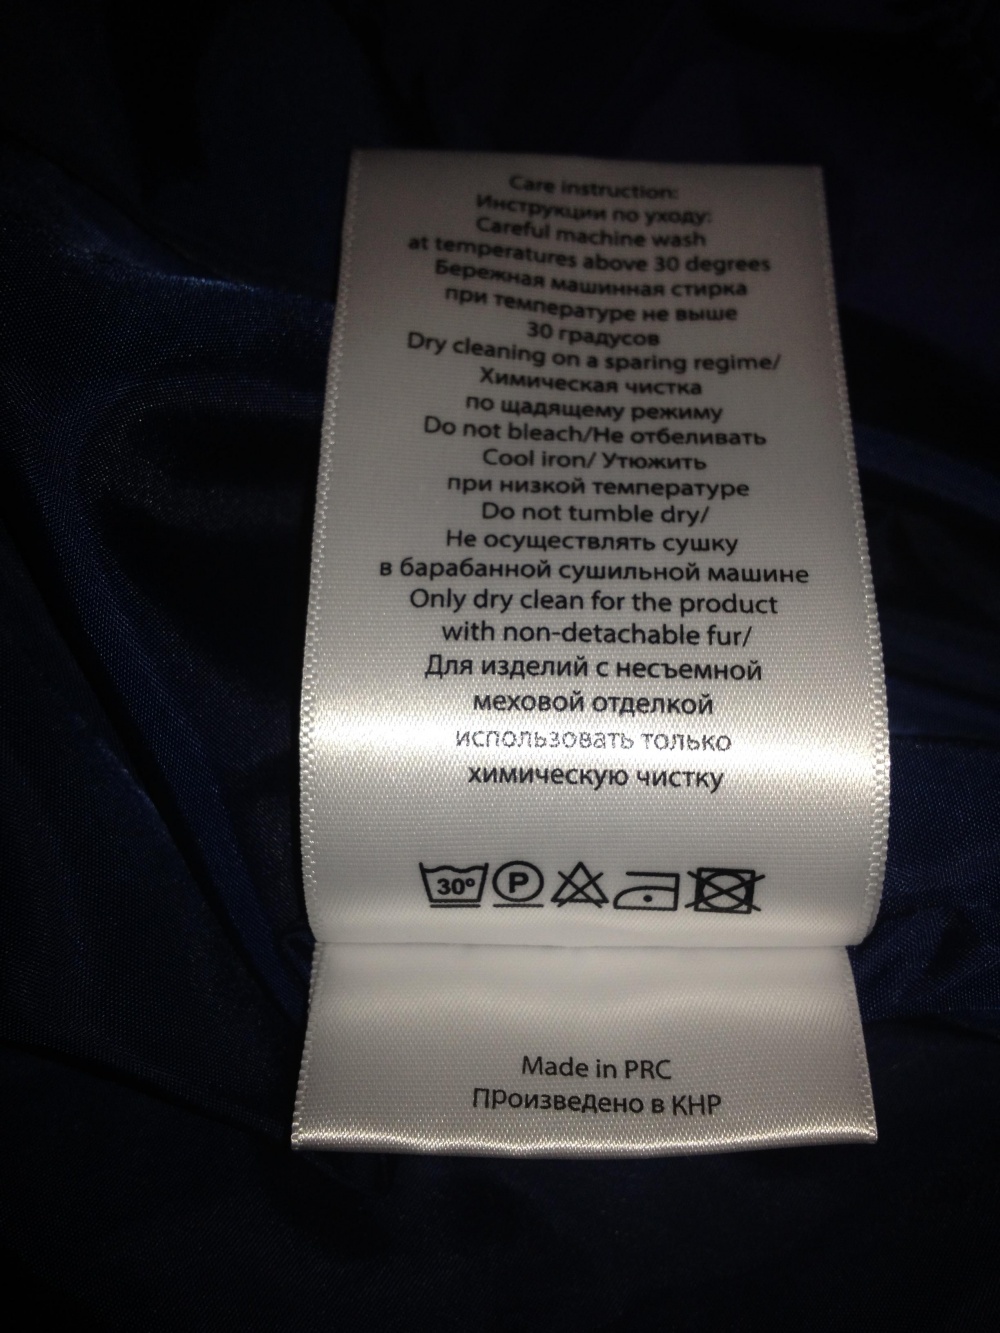 Care instruction:
Инструкции по уходу:
Careful machine wash
at temperatures above 30 degrees
Бережная машинная стирка
при температуре не выше
30 градусов
Dry cleaning on a sparing regime/
Химическая чистка
по щадящему режиму
Do not bleach/Не отбеливать
Cool iron/ Утюжить
при низкой температуре
Do not tumble dry/
Не осуществлять сушку
в барабанной сушильной машине
Only dry clean for the product
with non-detachable fur/
Для изделий с несъемной
меховой отделкой
использовать только
химическую чистку
30° P
Made in PRC
Произведено в КНР